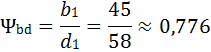 Ψbd = b1/d1 = 45/58 ≈ 0,776